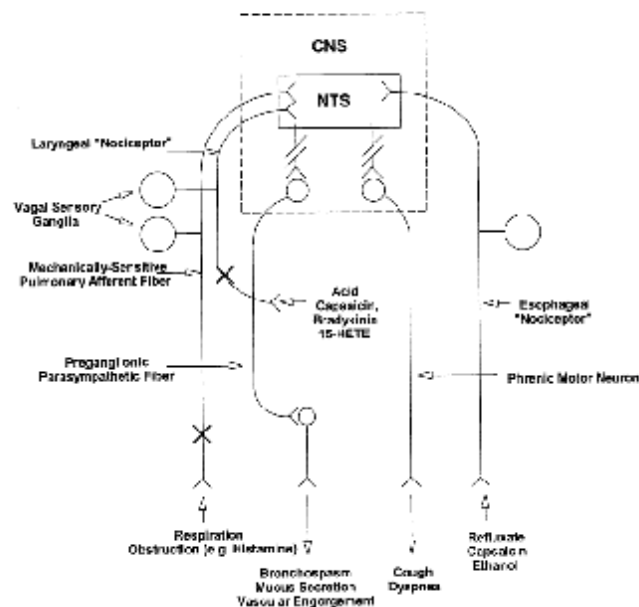 CNS
NTS
Laryngeal "Nociceptor"
Vagal Sensory
Ganglia
Mechanically-Sensitive
Pulmonary Afferent Fiber
Acid
Capsaicin,
Bradykinin
15-HETE
Esophageal
"Nociceptor"
Preganglionic
Parasympathetic Fiber
Phrenic Motor Neuron
Respiration
Obstruction (e.g. Histamine)
Bronchospasm
Mucous Secretion
Vascular Engorgement
Cough
Dyspnea
Refluxate
Capsaicin
Ethanol